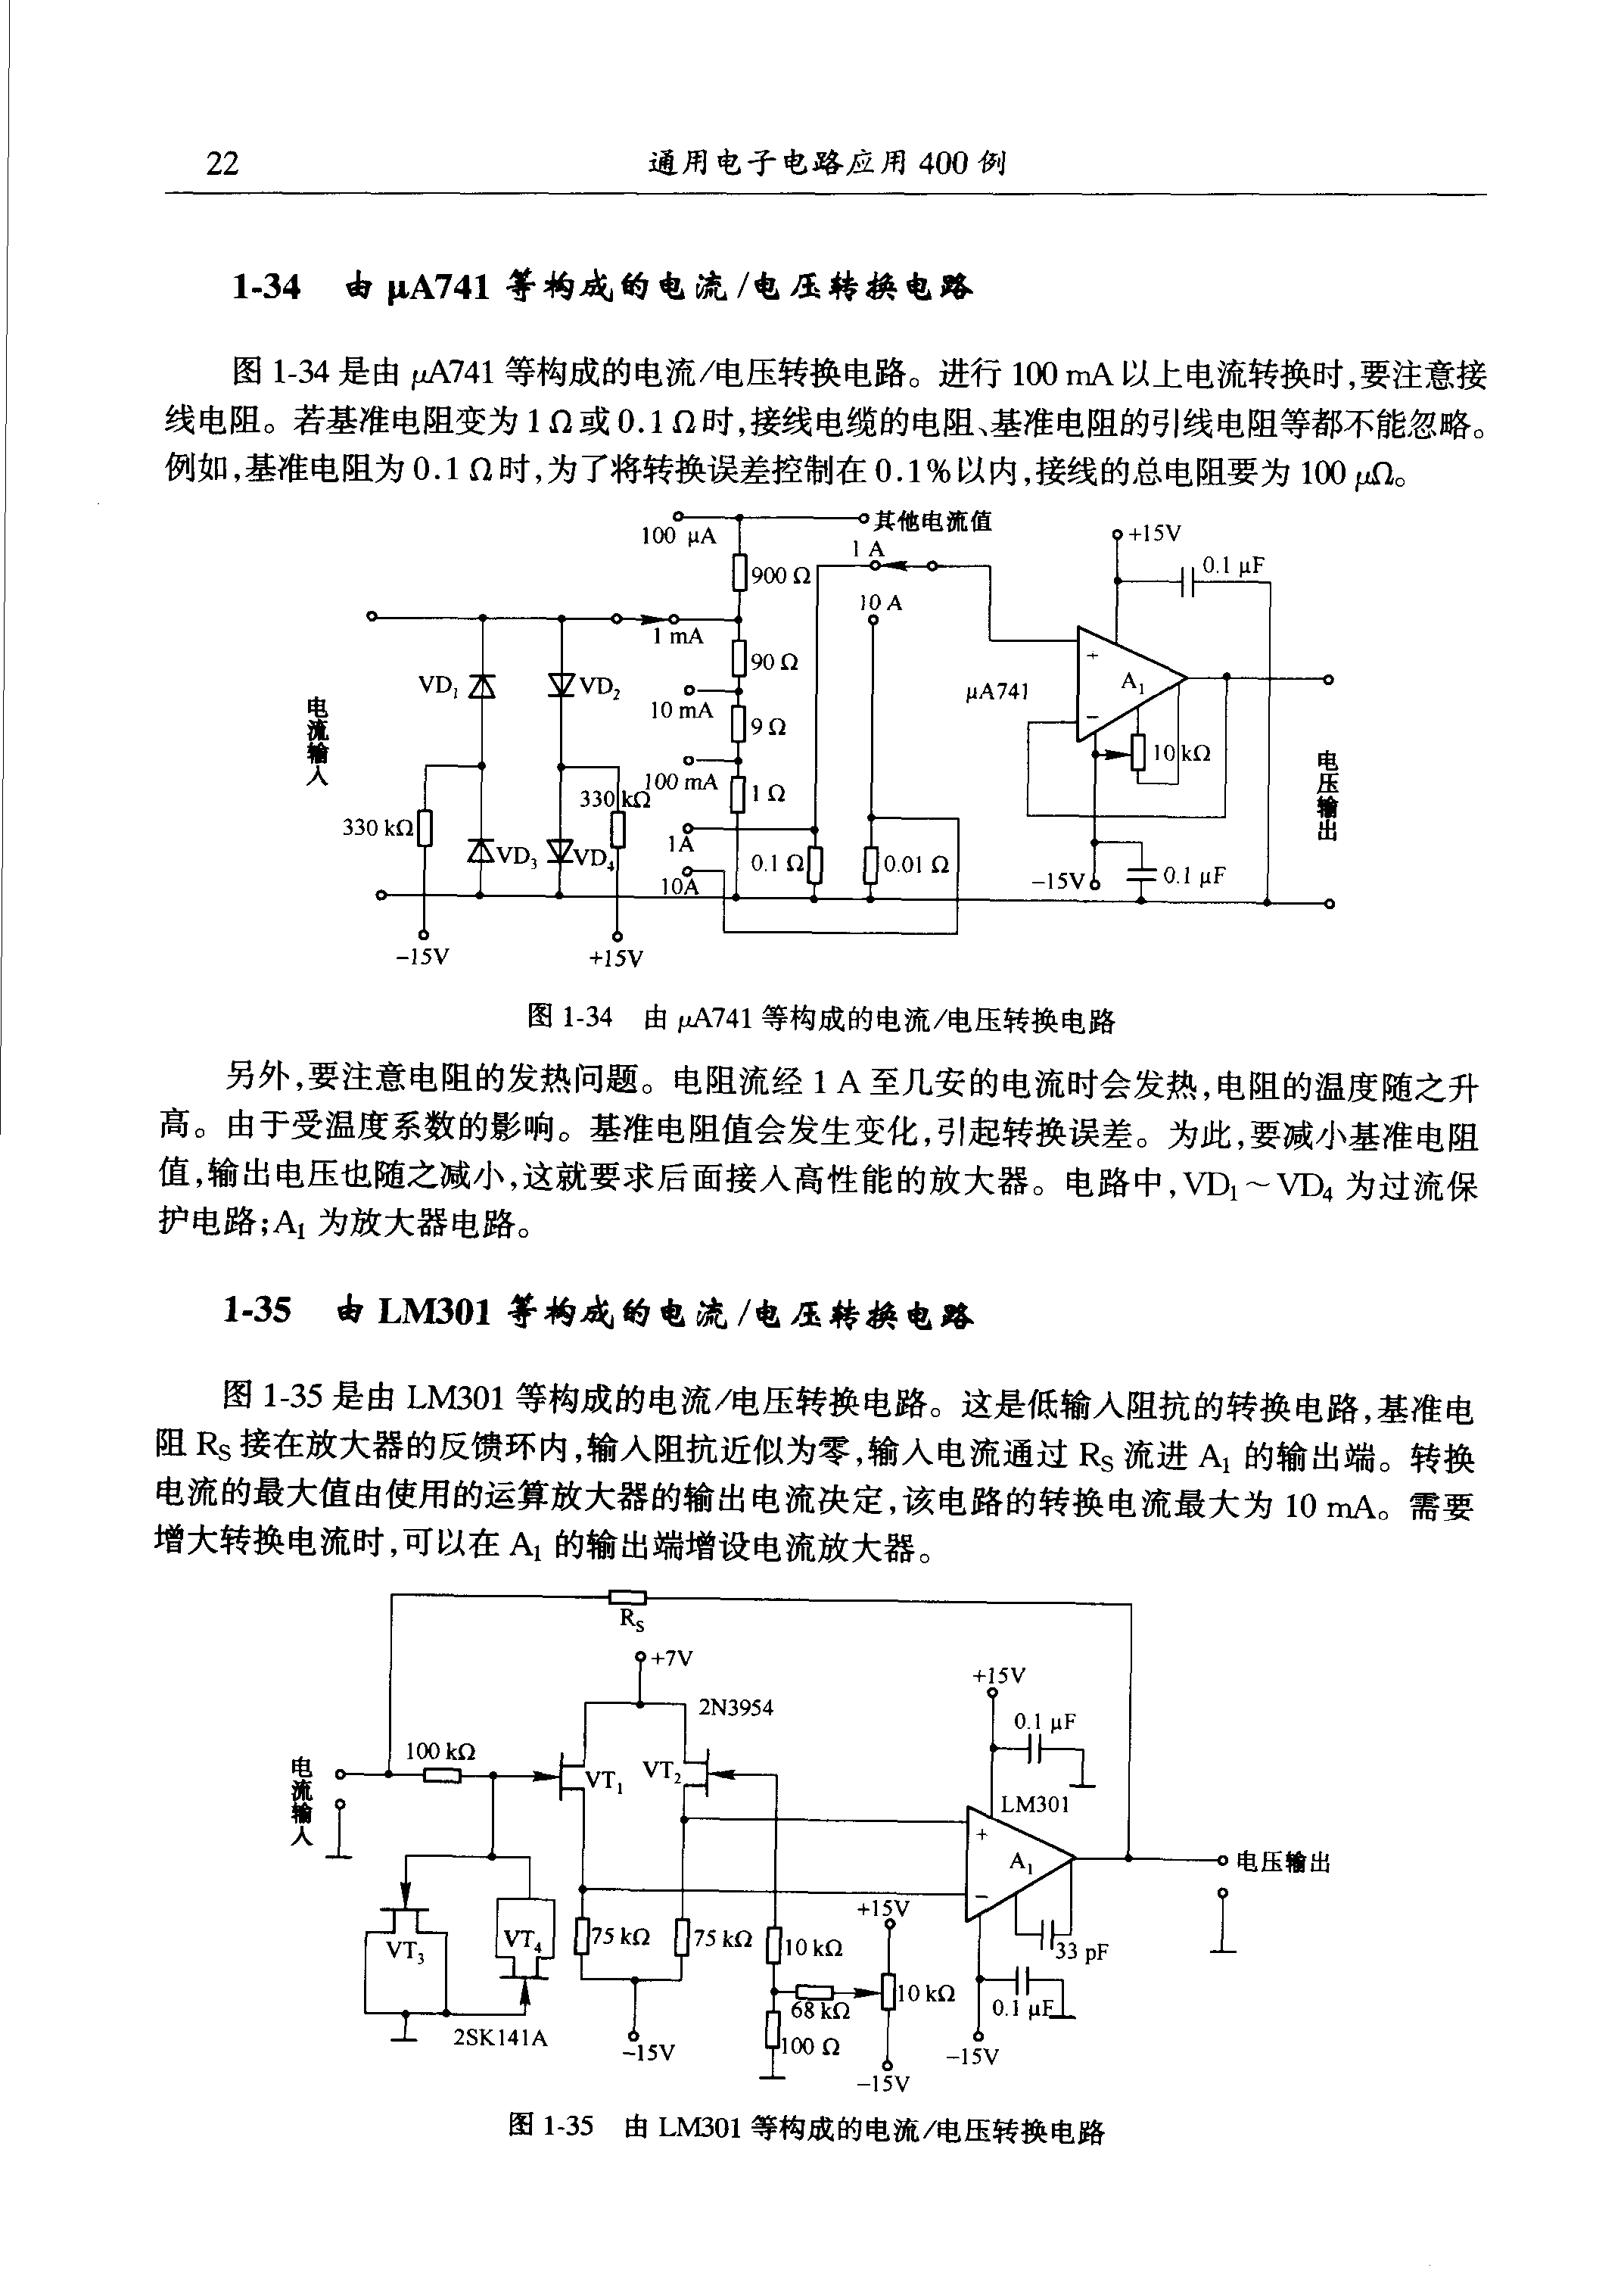 22
通用电子电路应用 400 例
1-34 由 μA741 等构成的电流/电压转换电路
图 1-34 是由 μA741 等构成的电流/电压转换电路。进行 100 mA 以上电流转换时,要注意接
线电阻。若基准电阻变为 1 Ω 或 0.1 Ω 时,接线电缆的电阻、基准电阻的引线电阻等都不能忽略。
例如,基准电阻为 0.1 Ω 时,为了将转换误差控制在 0.1%以内,接线的总电阻要为 100 μΩ。
100 μA
其他电流值
+15V
1 A
0.1 μF
900 Ω
10 A
1 mA
90 Ω
VD₁
VD₂
μA741
+
A₁
10 mA
9 Ω
−
10 kΩ
电流输入
电压输出
100 mA
330 kΩ
1 Ω
330 kΩ
1A
VD₃
VD₄
0.1 Ω
0.01 Ω
10A
−15V
0.1 μF
−15V
+15V
图 1-34 由 μA741 等构成的电流/电压转换电路
另外,要注意电阻的发热问题。电阻流经 1 A 至几安的电流时会发热,电阻的温度随之升
高。由于受温度系数的影响。基准电阻值会发生变化,引起转换误差。为此,要减小基准电阻
值,输出电压也随之减小,这就要求后面接入高性能的放大器。电路中,VD₁～VD₄ 为过流保
护电路;A₁ 为放大器电路。
1-35 由 LM301 等构成的电流/电压转换电路
图 1-35 是由 LM301 等构成的电流/电压转换电路。这是低输入阻抗的转换电路,基准电
阻 R_S 接在放大器的反馈环内,输入阻抗近似为零,输入电流通过 R_S 流进 A₁ 的输出端。转换
电流的最大值由使用的运算放大器的输出电流决定,该电路的转换电流最大为 10 mA。需要
增大转换电流时,可以在 A₁ 的输出端增设电流放大器。
R_S
+7V
+15V
2N3954
0.1 μF
100 kΩ
VT₁
VT₂
电流输入
LM301
+
A₁
−
电压输出
+15V
VT₃
VT₄
75 kΩ
75 kΩ
10 kΩ
33 pF
68 kΩ
10 kΩ
0.1 μF
2SK141A
−15V
100 Ω
−15V
−15V
图 1-35 由 LM301 等构成的电流/电压转换电路